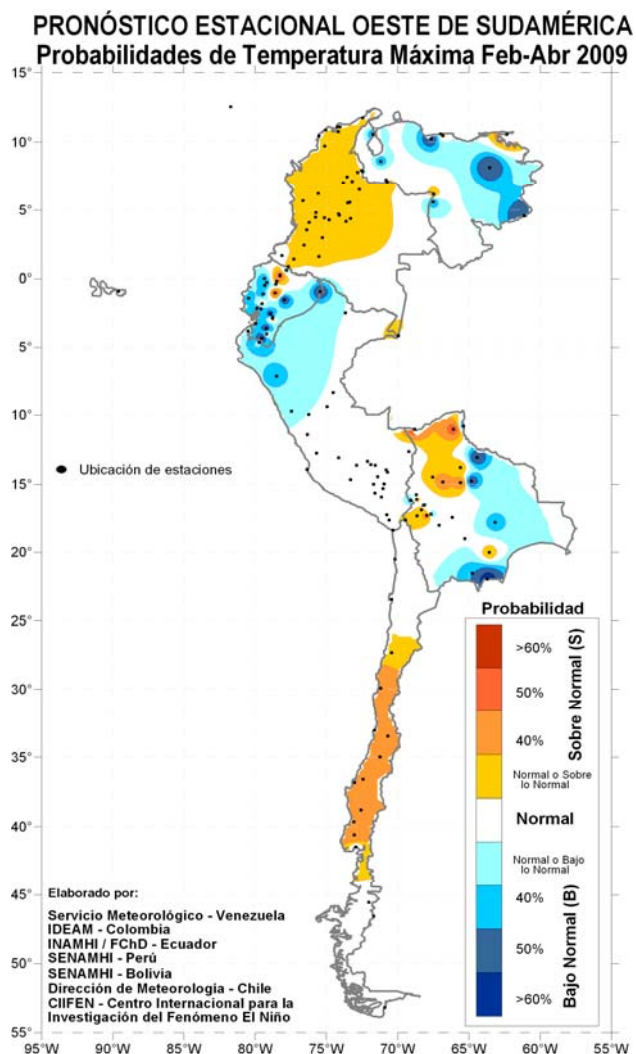 PRONÓSTICO ESTACIONAL OESTE DE SUDAMÉRICA
Probabilidades de Temperatura Máxima Feb-Abr 2009
15°
10°
5°
0°
5°
10°
15°
20°
25°
30°
35°
40°
45°
50°
55°
Ubicación de estaciones
Probabilidad
>60%
50%
40%
Sobre Normal (S)
Normal o Sobre
lo Normal
Normal
Normal o Bajo
lo Normal
40%
50%
>60%
Bajo Normal (B)
Elaborado por:
Servicio Meteorológico - Venezuela
IDEAM - Colombia
INAMHI / FChD - Ecuador
SENAMHI - Perú
SENAMHI - Bolivia
Dirección de Meteorologia - Chile
CIIFEN - Centro Internacional para la
Investigación del Fenómeno El Niño
95°W 90°W 85°W 80°W 75°W 70°W 65°W 60°W 55°W